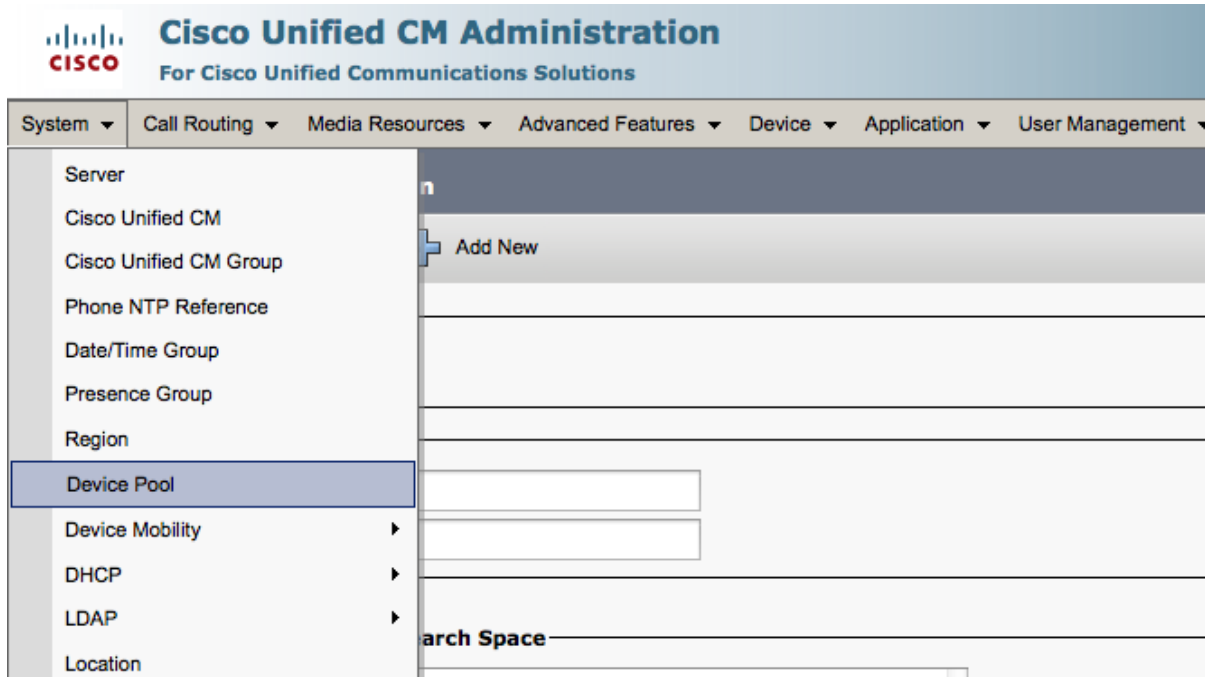 CISCO
Cisco Unified CM Administration
For Cisco Unified Communications Solutions
System Call Routing Media Resources Advanced Features Device Application User Management
Server
Cisco Unified CM
Cisco Unified CM Group
Phone NTP Reference
Date/Time Group
Presence Group
Region
Device Pool
Device Mobility
DHCP
LDAP
Location
n
Add New
arch Space